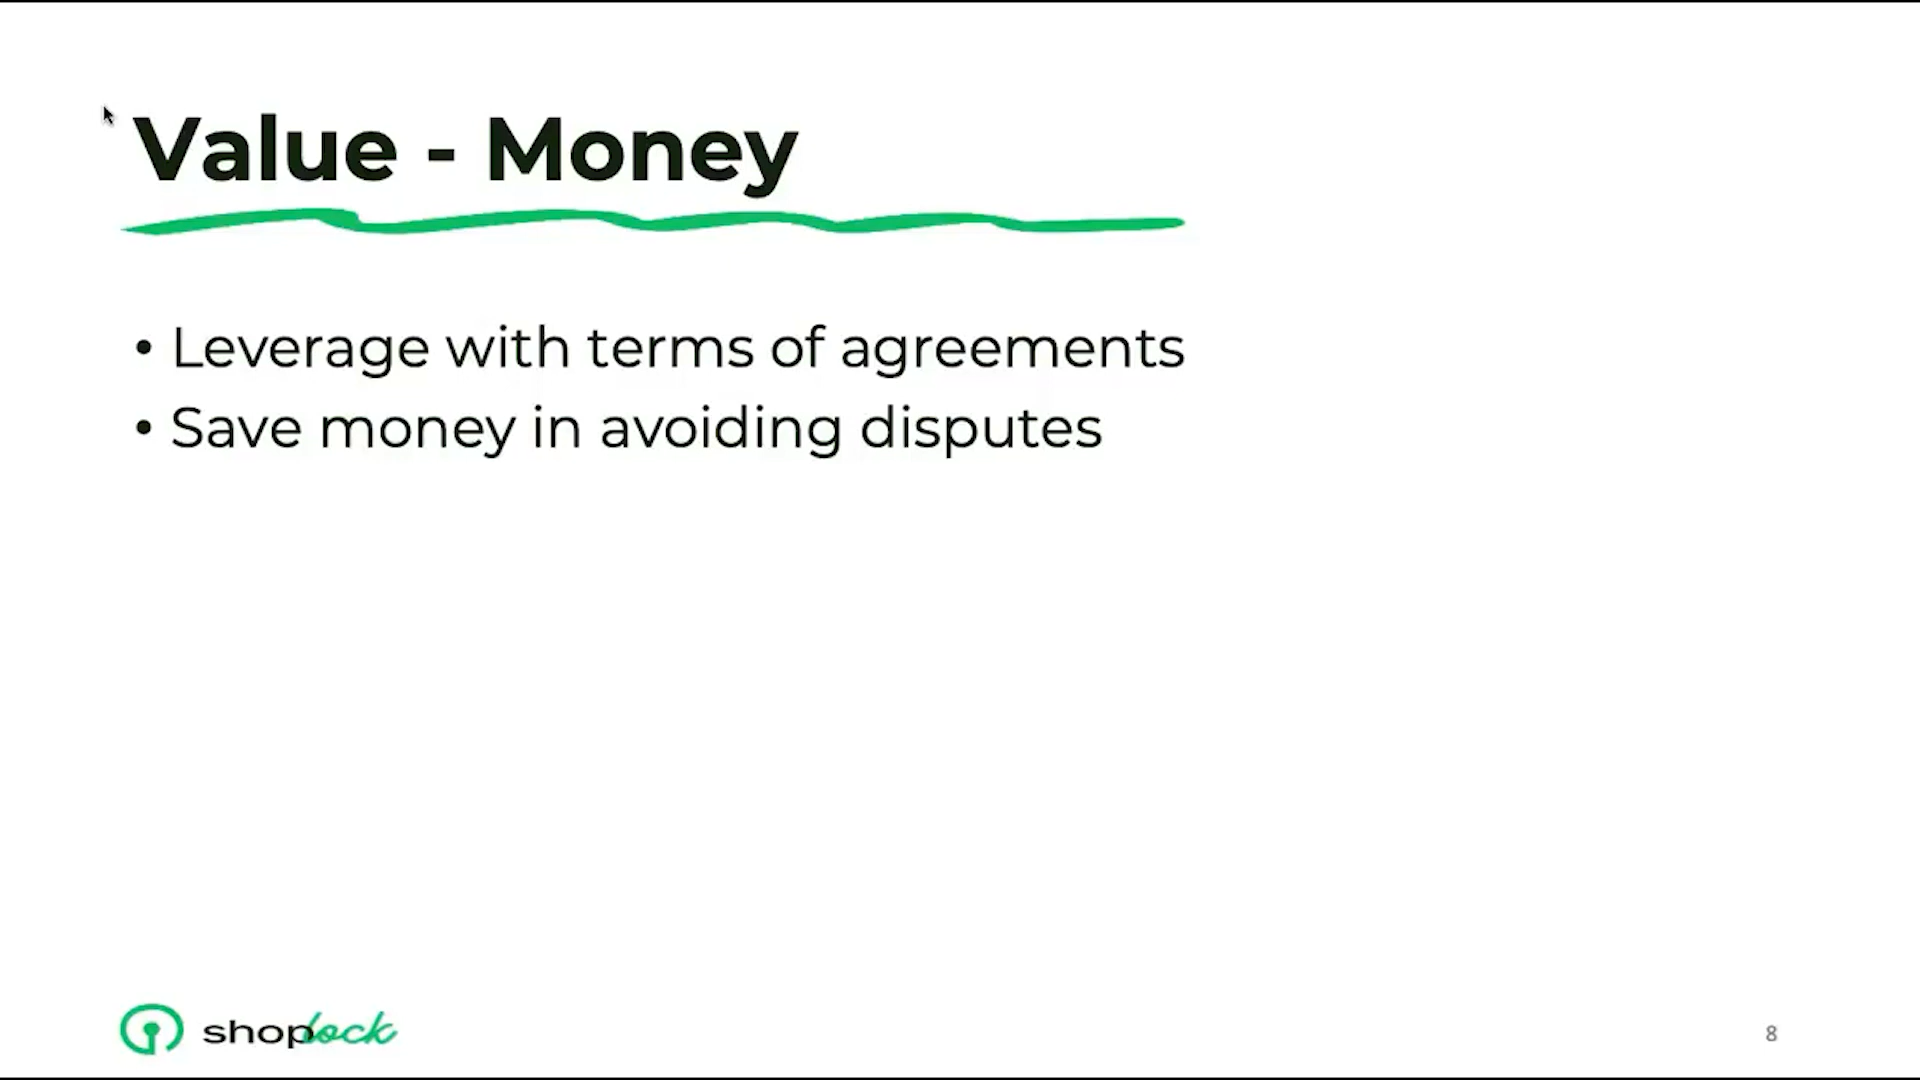 Value - Money
• Leverage with terms of agreements
• Save money in avoiding disputes
shoplock
8